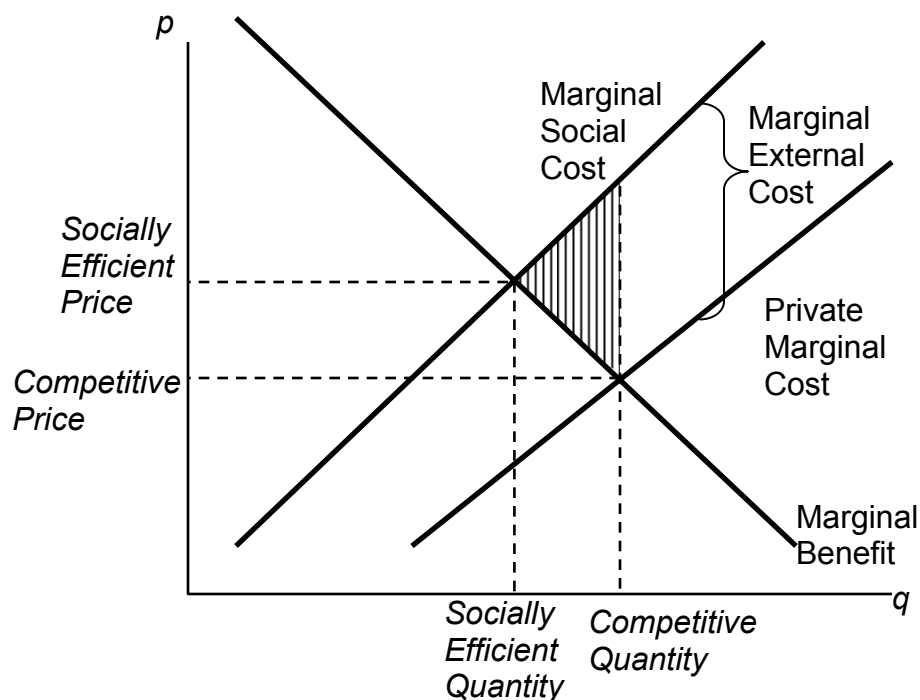 p
Marginal
Social
Cost
Marginal
External
Cost
Socially
Efficient
Price
Private
Marginal
Cost
Competitive
Price
Marginal
Benefit
q
Socially
Efficient
Quantity
Competitive
Quantity